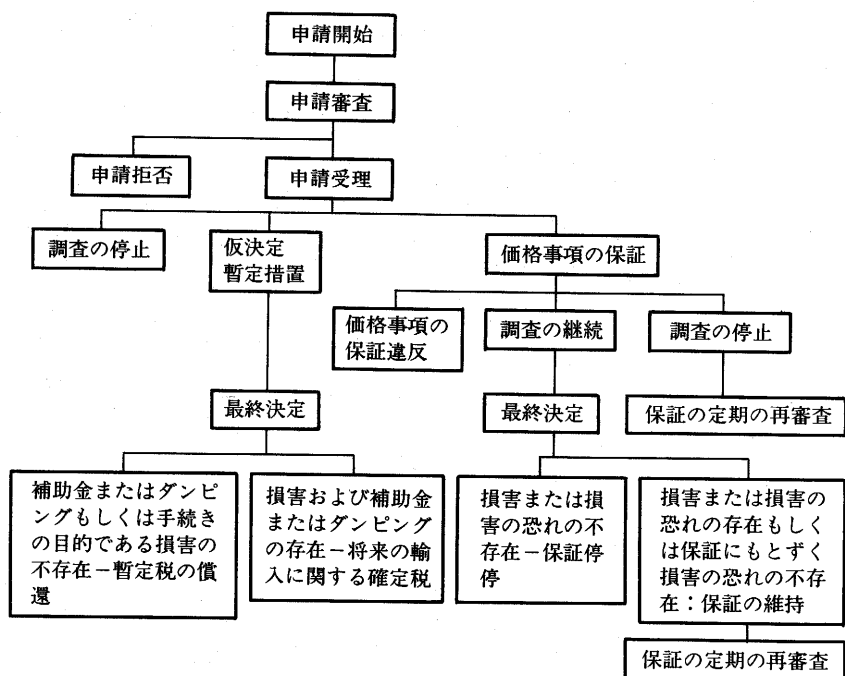 申請開始
申請審査
申請拒否
申請受理
調査の停止
仮決定
暫定措置
価格事項の保証
価格事項の
保証違反
調査の継続
調査の停止
最終決定
最終決定
保証の定期の再審査
補助金またはダンピ
ングもしくは手続き
の目的である損害の
不存在－暫定税の償
還
損害および補助金
またはダンピング
の存在－将来の輸
入に関する確定税
損害または損
害の恐れの不
存在－保証停
停
損害または損害の
恐れの存在もしく
は保証にもとずく
損害の恐れの不存
在：保証の維持
保証の定期の再審査